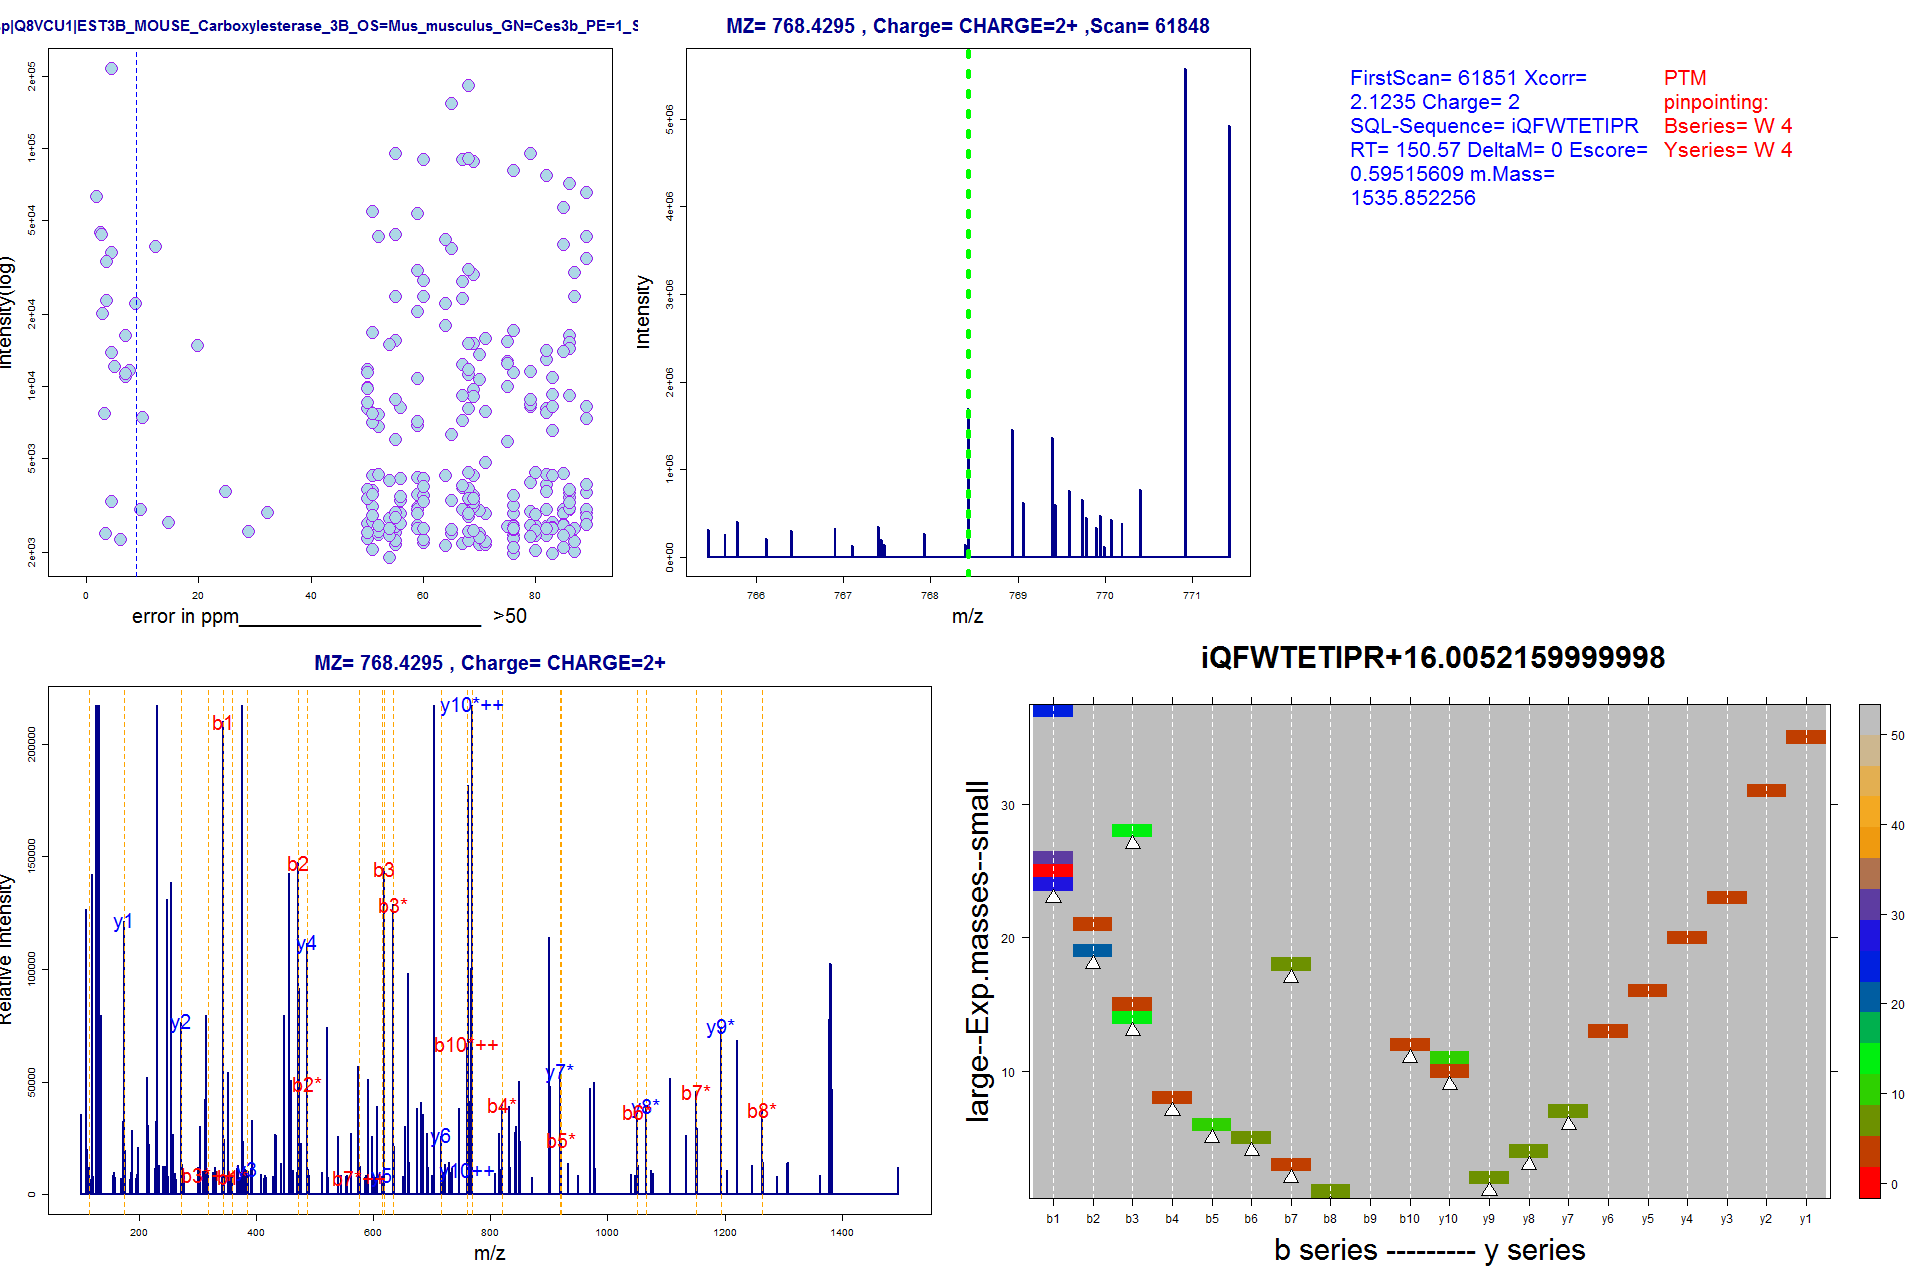 p|Q8VCU1|EST3B_MOUSE_Carboxylesterase_3B_OS=Mus_musculus_GN=Ces3b_PE=1_S
Intensity(log)
2e+03 5e+03 1e+04 2e+04 5e+04 1e+05 2e+05
0 20 40 60 80
error in ppm______________________ >50
MZ= 768.4295 , Charge= CHARGE=2+ ,Scan= 61848
Intensity
0e+00 1e+06 2e+06 3e+06 4e+06 5e+06
766 767 768 769 770 771
m/z
FirstScan= 61851 Xcorr=
2.1235 Charge= 2
SQL-Sequence= iQFWTETIPR
RT= 150.57 DeltaM= 0 Escore=
0.59515609 m.Mass=
1535.852256
PTM
pinpointing:
Bseries= W 4
Yseries= W 4
MZ= 768.4295 , Charge= CHARGE=2+
Relative Intensity
0 50000 100000 150000 200000
y10*++
b1
b2
b3
b3*
y1
y4
y2
y9*
b10*++
y7*
b2*
b7*
b4*
b6*
y8*
b8*
y6
b5*
y10++
y3
y5
b7*++
200 400 600 800 1000 1200 1400
m/z
iQFWTETIPR+16.0052159999998
large--Exp.masses--small
10 20 30
b1 b2 b3 b4 b5 b6 b7 b8 b9 b10 y10 y9 y8 y7 y6 y5 y4 y3 y2 y1
b series --------- y series
0 10 20 30 40 50